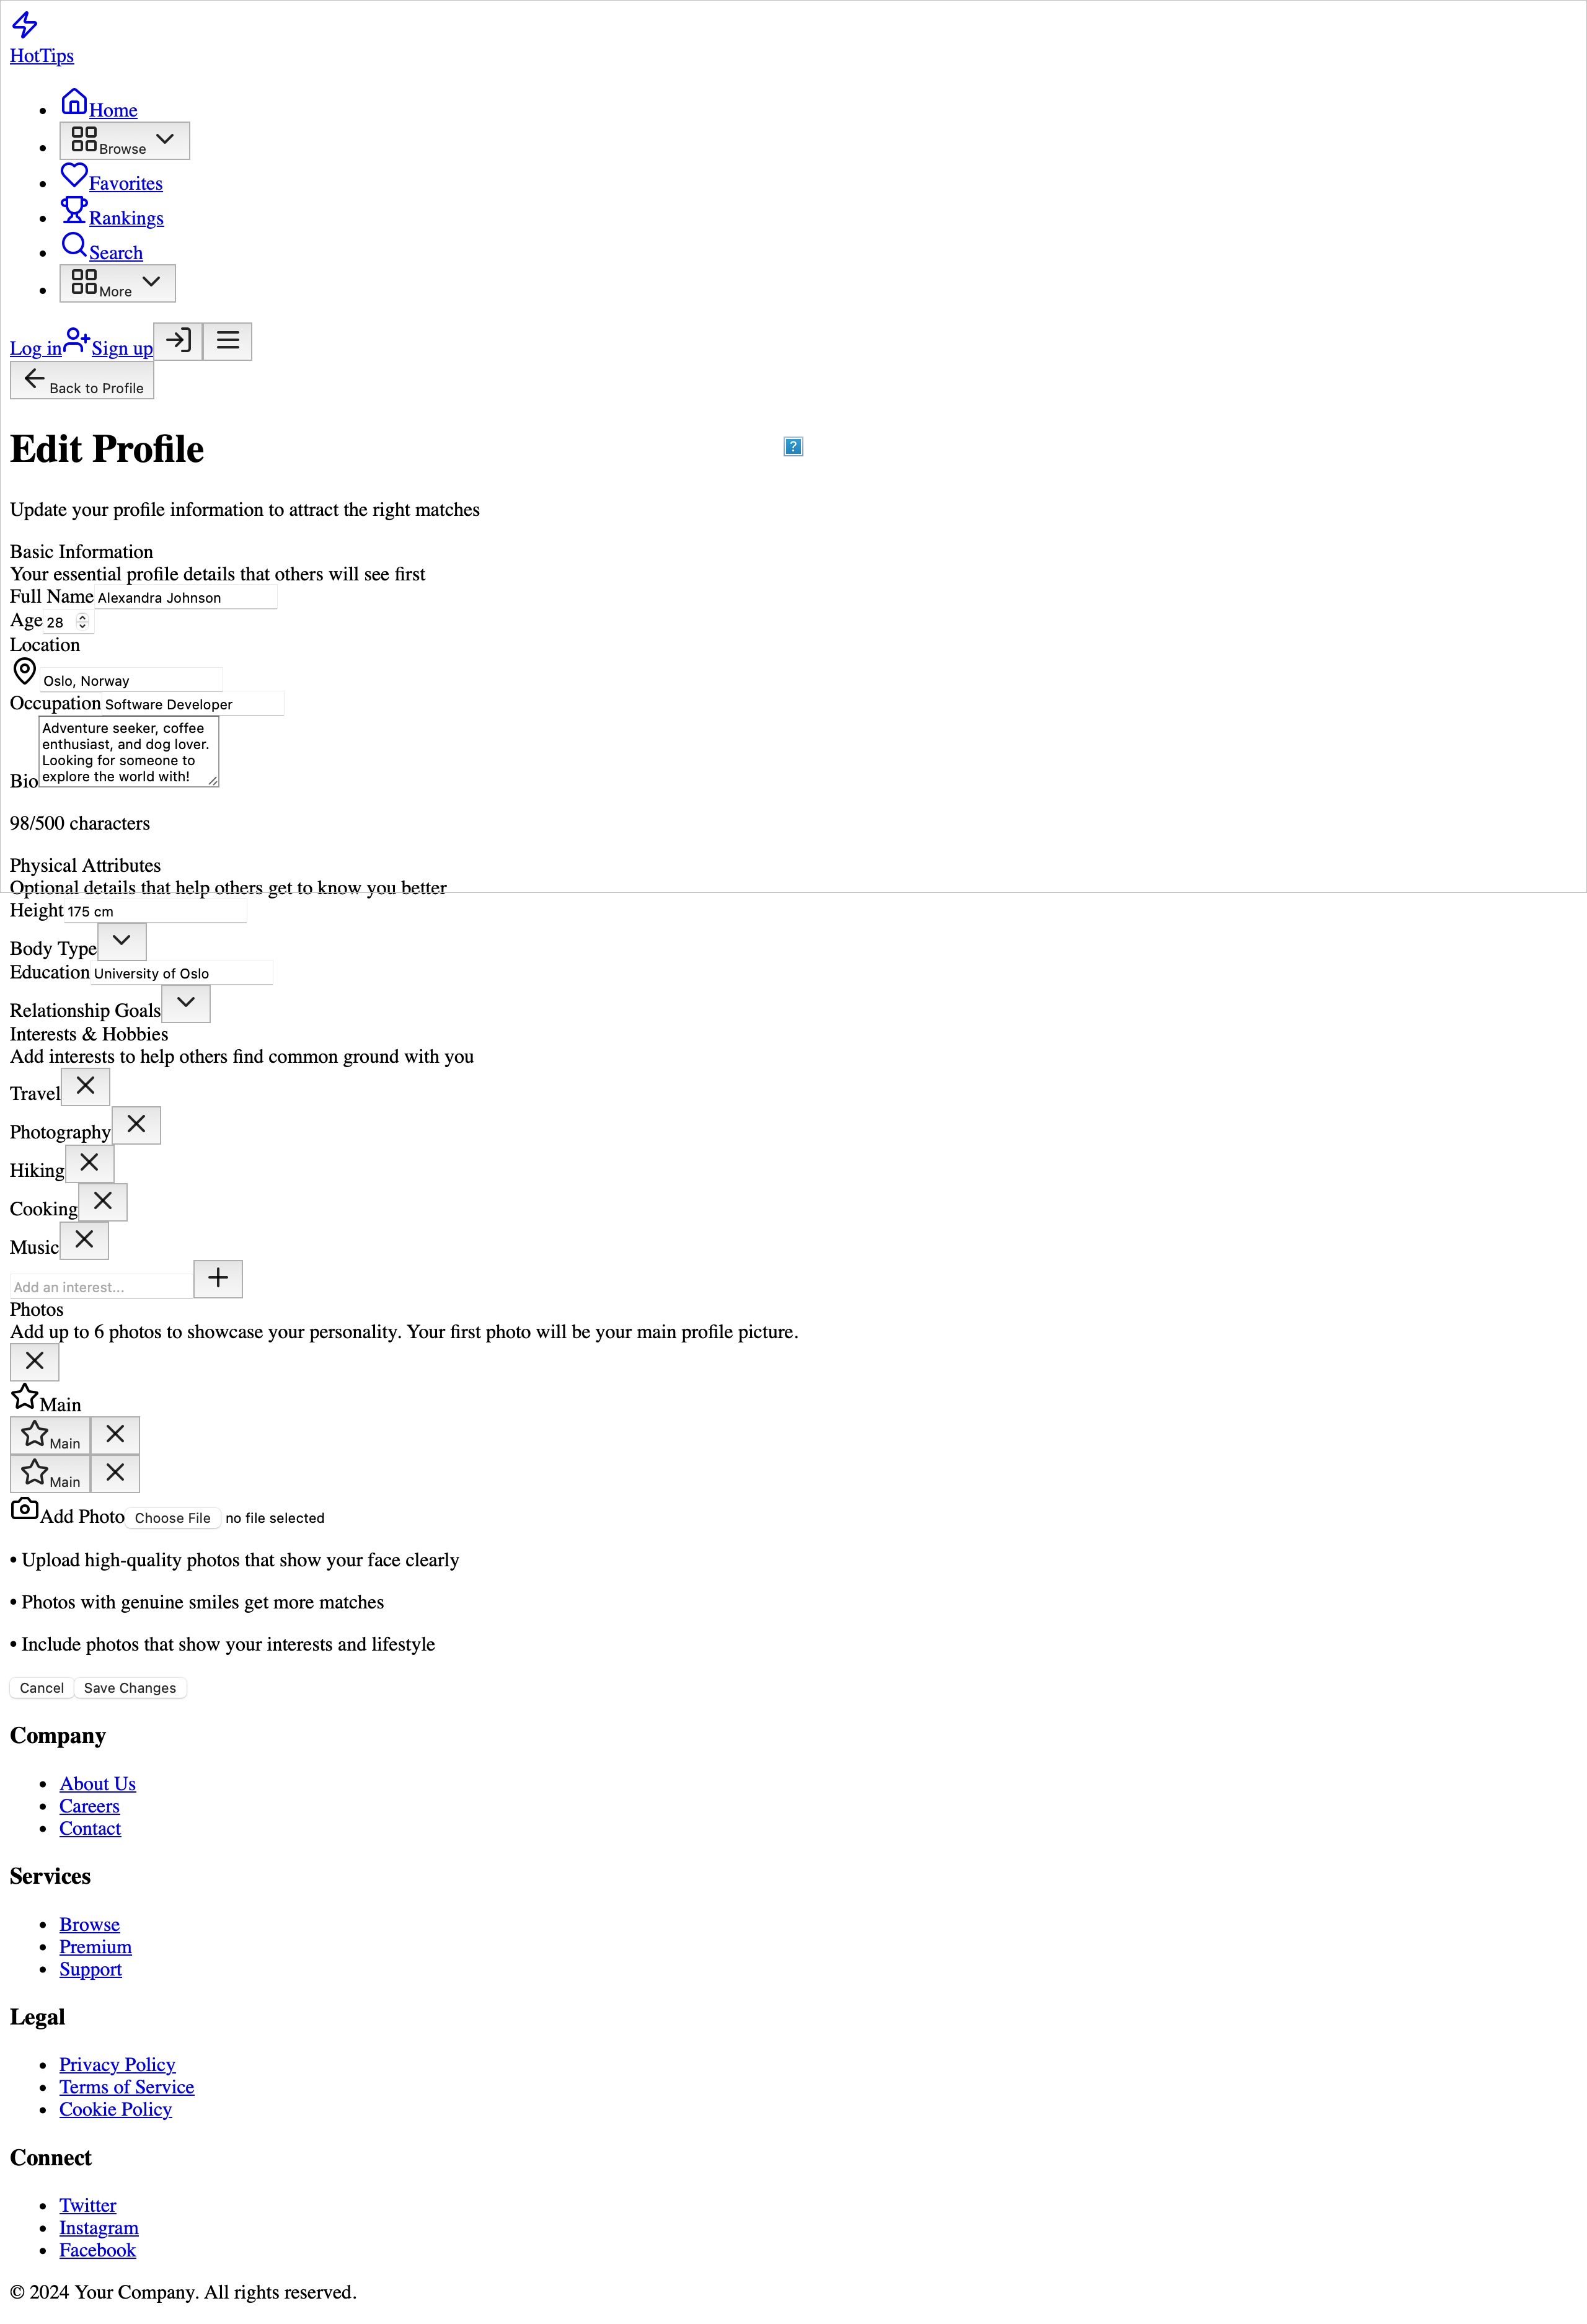 HotTips
Home
Browse
Favorites
Rankings
Search
More
Log in Sign up
Back to Profile
Edit Profile
?
Update your profile information to attract the right matches
Basic Information
Your essential profile details that others will see first
Full Name Alexandra Johnson
Age 28
Location
Oslo, Norway
Occupation Software Developer
Adventure seeker, coffee
enthusiast, and dog lover.
Looking for someone to
explore the world with!
Bio
98/500 characters
Physical Attributes
Optional details that help others get to know you better
Height 175 cm
Body Type
Education University of Oslo
Relationship Goals
Interests & Hobbies
Add interests to help others find common ground with you
Travel
Photography
Hiking
Cooking
Music
Add an interest...
Photos
Add up to 6 photos to showcase your personality. Your first photo will be your main profile picture.
Main
Main
Main
Add Photo Choose File no file selected
• Upload high-quality photos that show your face clearly
• Photos with genuine smiles get more matches
• Include photos that show your interests and lifestyle
Cancel Save Changes
Company
About Us
Careers
Contact
Services
Browse
Premium
Support
Legal
Privacy Policy
Terms of Service
Cookie Policy
Connect
Twitter
Instagram
Facebook
© 2024 Your Company. All rights reserved.